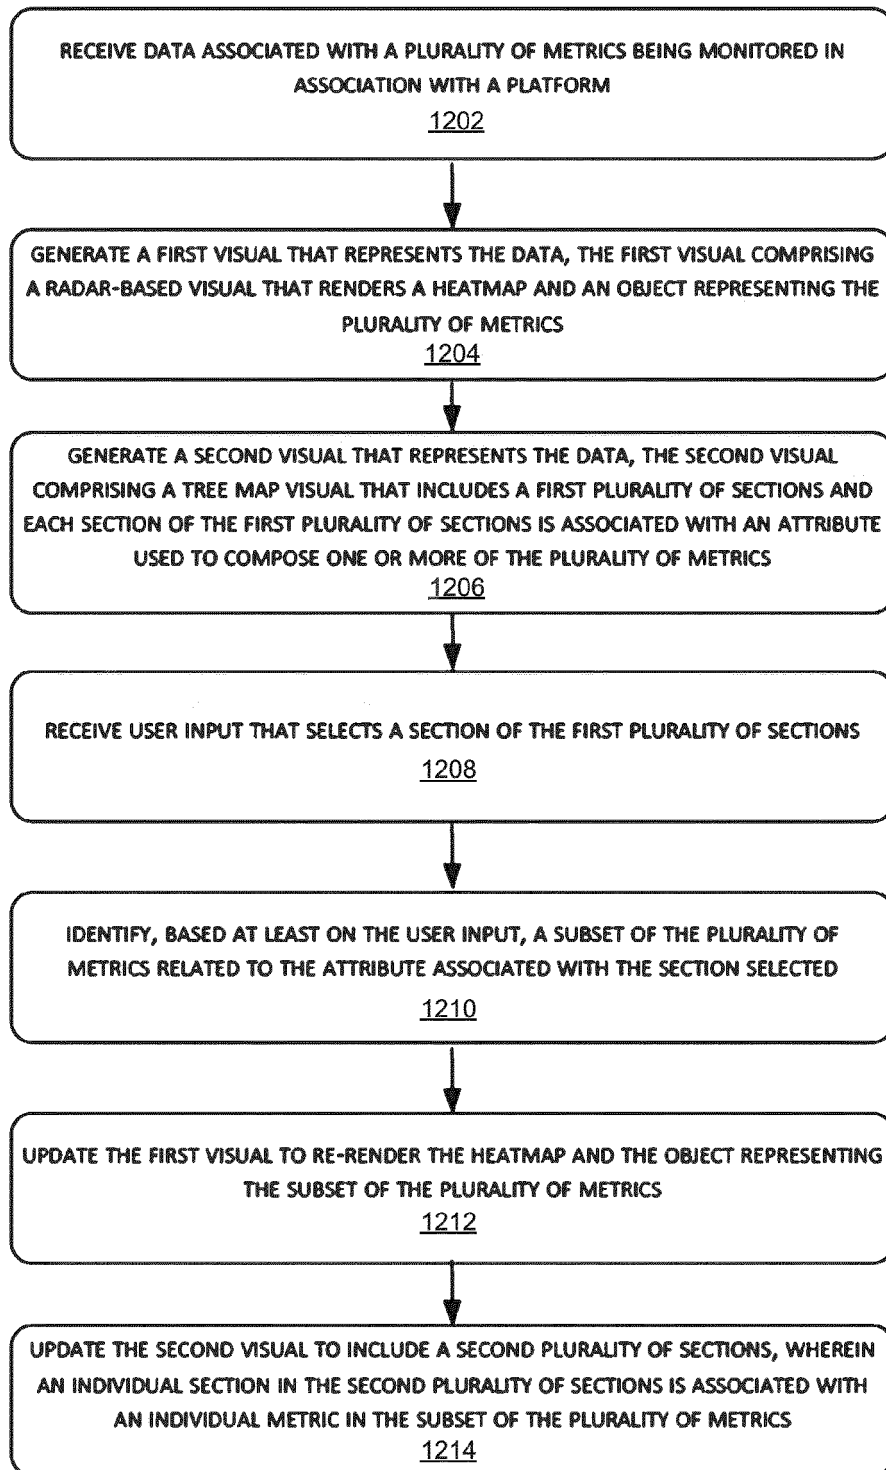 RECEIVE DATA ASSOCIATED WITH A PLURALITY OF METRICS BEING MONITORED IN
ASSOCIATION WITH A PLATFORM
1202
GENERATE A FIRST VISUAL THAT REPRESENTS THE DATA, THE FIRST VISUAL COMPRISING
A RADAR-BASED VISUAL THAT RENDERS A HEATMAP AND AN OBJECT REPRESENTING THE
PLURALITY OF METRICS
1204
GENERATE A SECOND VISUAL THAT REPRESENTS THE DATA, THE SECOND VISUAL
COMPRISING A TREE MAP VISUAL THAT INCLUDES A FIRST PLURALITY OF SECTIONS AND
EACH SECTION OF THE FIRST PLURALITY OF SECTIONS IS ASSOCIATED WITH AN ATTRIBUTE
USED TO COMPOSE ONE OR MORE OF THE PLURALITY OF METRICS
1206
RECEIVE USER INPUT THAT SELECTS A SECTION OF THE FIRST PLURALITY OF SECTIONS
1208
IDENTIFY, BASED AT LEAST ON THE USER INPUT, A SUBSET OF THE PLURALITY OF
METRICS RELATED TO THE ATTRIBUTE ASSOCIATED WITH THE SECTION SELECTED
1210
UPDATE THE FIRST VISUAL TO RE-RENDER THE HEATMAP AND THE OBJECT REPRESENTING
THE SUBSET OF THE PLURALITY OF METRICS
1212
UPDATE THE SECOND VISUAL TO INCLUDE A SECOND PLURALITY OF SECTIONS, WHEREIN
AN INDIVIDUAL SECTION IN THE SECOND PLURALITY OF SECTIONS IS ASSOCIATED WITH
AN INDIVIDUAL METRIC IN THE SUBSET OF THE PLURALITY OF METRICS
1214